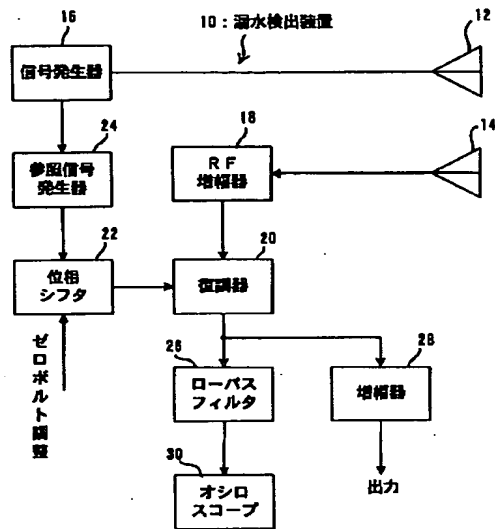 16
10：漏水検出装置
12
信号発生器
24
18
14
参照信号
発生器
RF
増幅器
22
20
位相
シフタ
復調器
ゼロボルト調整
26
28
ローパス
フィルタ
増幅器
30
オシロ
スコープ
出力